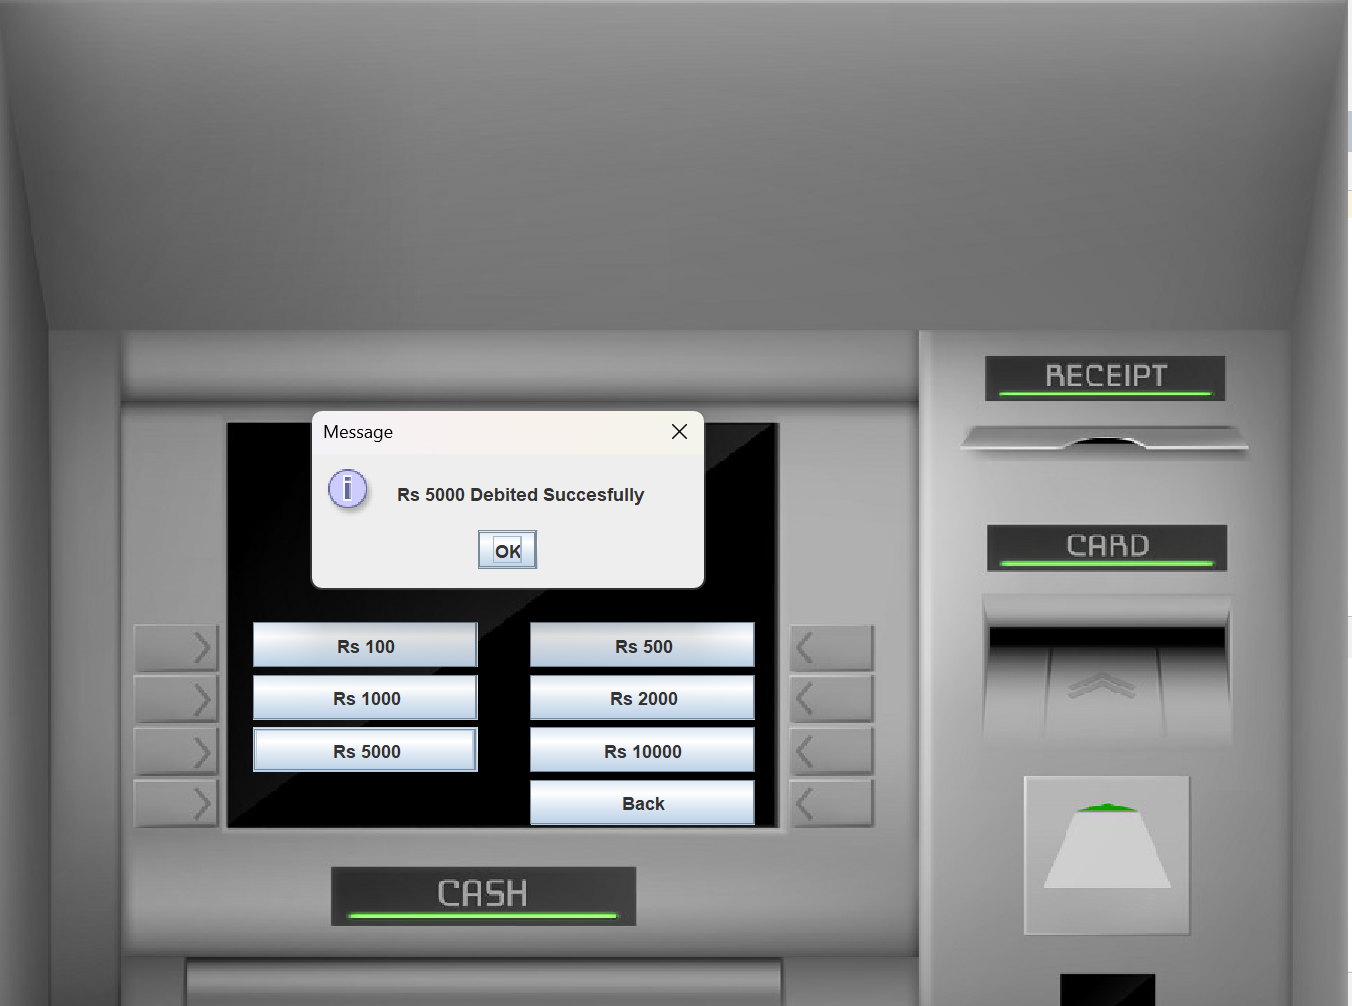 RECEIPT
Message
Rs 5000 Debited Succesfully
OK
CARD
Rs 100
Rs 500
Rs 1000
Rs 2000
Rs 5000
Rs 10000
Back
CASH